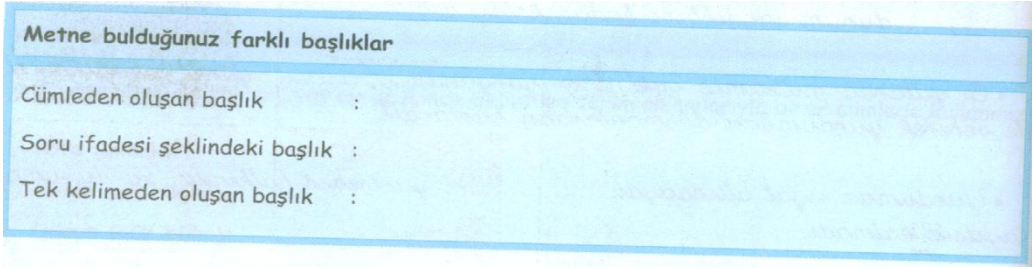 Metne bulduğunuz farklı başlıklar
Cümleden oluşan başlık :
Soru ifadesi şeklindeki başlık :
Tek kelimeden oluşan başlık :